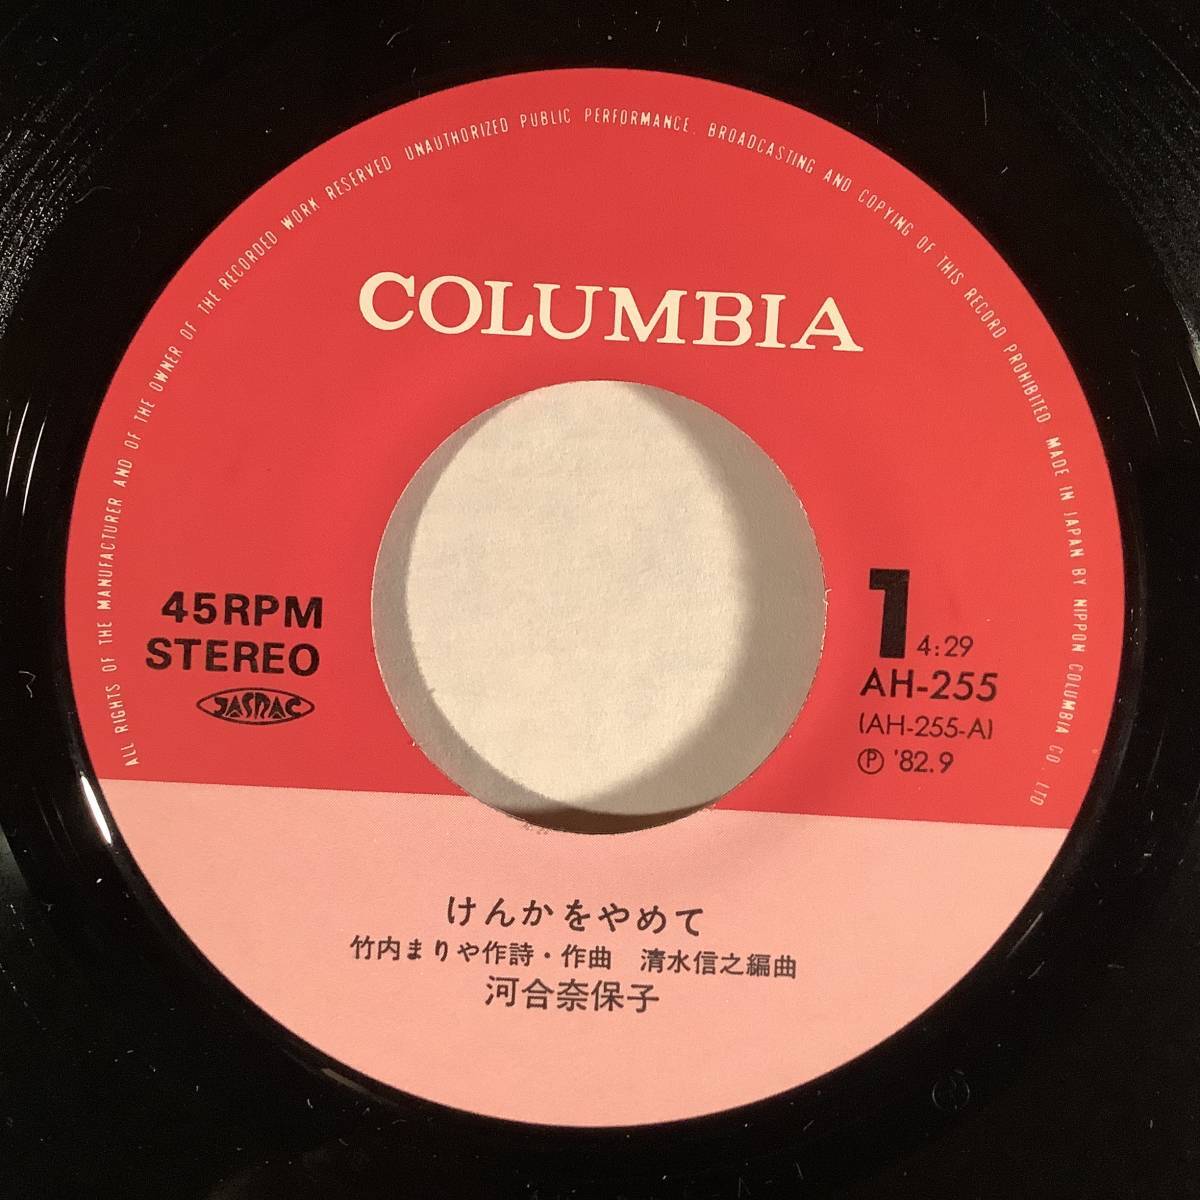 ALL RIGHTS OF THE MANUFACTURER AND OF THE OWNER OF THE RECORDED WORK RESERVED UNAUTHORIZED PUBLIC PERFORMANCE. BROADCASTING AND COPYING OF THIS RECORD PROHIBITED. MADE IN JAPAN BY NIPPON COLUMBIA CO., LTD
COLUMBIA
45RPM
STEREO
JASRAC
1 4:29
AH-255
(AH-255-A)
Ⓟ '82.9
けんかをやめて
竹内まりや作詩・作曲 清水信之編曲
河合奈保子